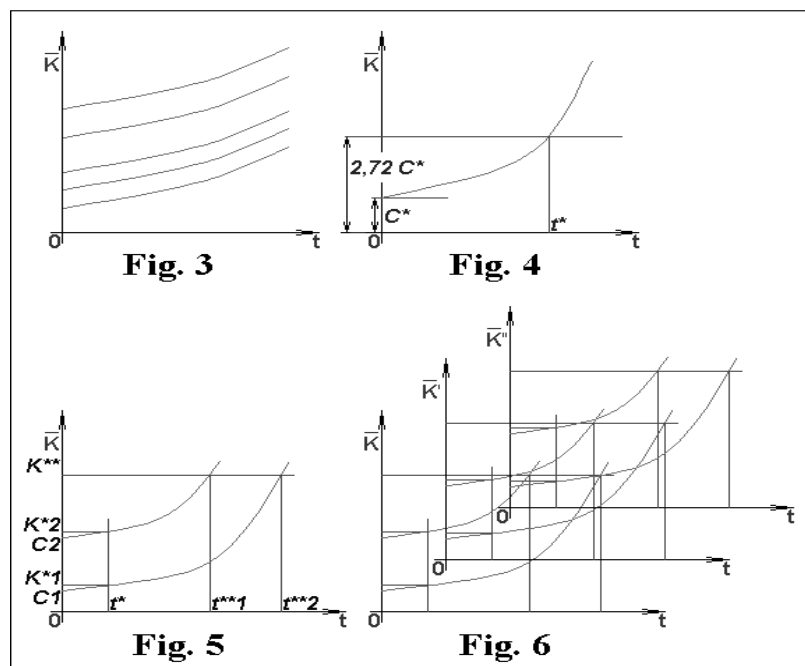 K
0
t
Fig. 3
K
2,72 C*
C*
0
t*
t
Fig. 4
K
K**
K*2
C2
K*1
C1
0
t*
t**1
t**2
t
Fig. 5
K"
0
t
K'
0
t
K
0
t
Fig. 6